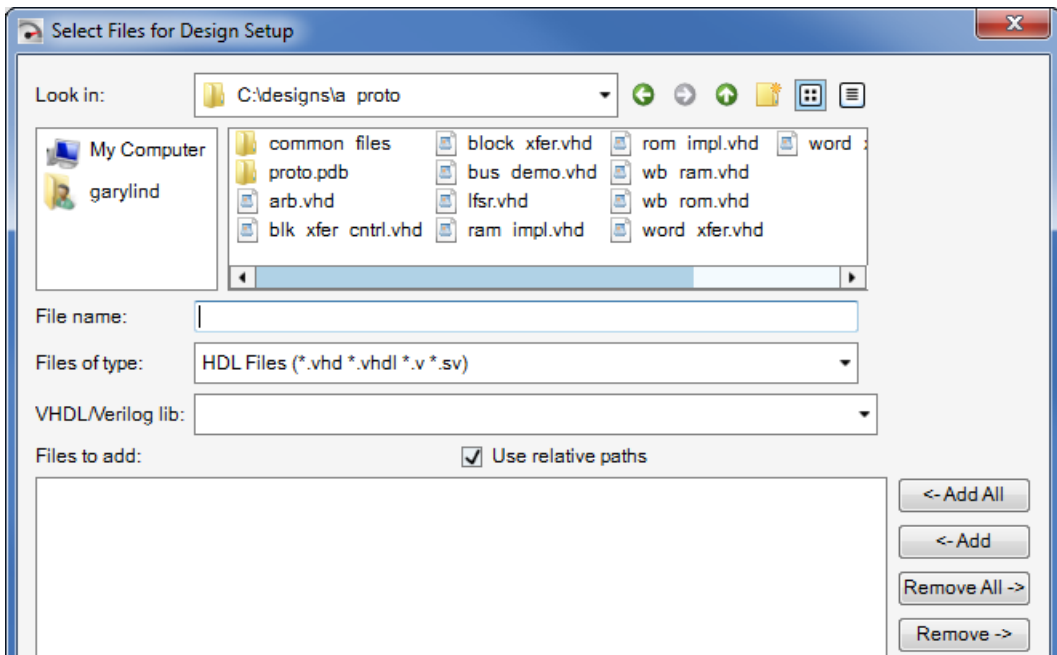 Select Files for Design Setup
Look in: C:\designs\a proto
My Computer
garylind
common files block xfer.vhd rom impl.vhd word
proto.pdb bus demo.vhd wb ram.vhd
arb.vhd lfsr.vhd wb rom.vhd
blk xfer cntrl.vhd ram impl.vhd word xfer.vhd
File name:
Files of type: HDL Files (*.vhd *.vhdl *.v *.sv)
VHDL/Verilog lib:
Files to add: Use relative paths
<- Add All
<- Add
Remove All ->
Remove ->